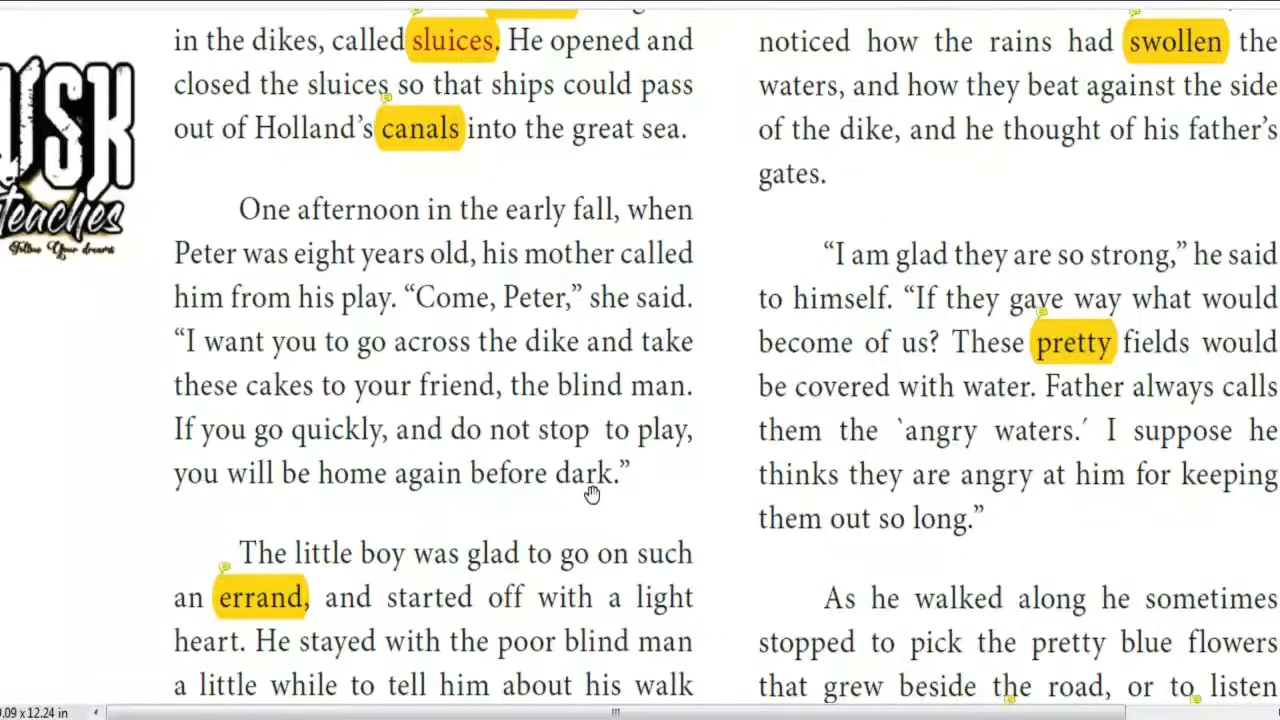 in the dikes, called sluices. He opened and
closed the sluices so that ships could pass
out of Holland's canals into the great sea.
One afternoon in the early fall, when
Peter was eight years old, his mother called
him from his play. “Come, Peter,” she said.
“I want you to go across the dike and take
these cakes to your friend, the blind man.
If you go quickly, and do not stop to play,
you will be home again before dark.”
The little boy was glad to go on such
an errand, and started off with a light
heart. He stayed with the poor blind man
a little while to tell him about his walk
noticed how the rains had swollen the
waters, and how they beat against the side
of the dike, and he thought of his father's
gates.
“I am glad they are so strong,” he said
to himself. “If they gave way what would
become of us? These pretty fields would
be covered with water. Father always calls
them the `angry waters.´ I suppose he
thinks they are angry at him for keeping
them out so long.”
As he walked along he sometimes
stopped to pick the pretty blue flowers
that grew beside the road, or to listen
USK
teaches
Follow Your dreams
.09 x 12.24 in